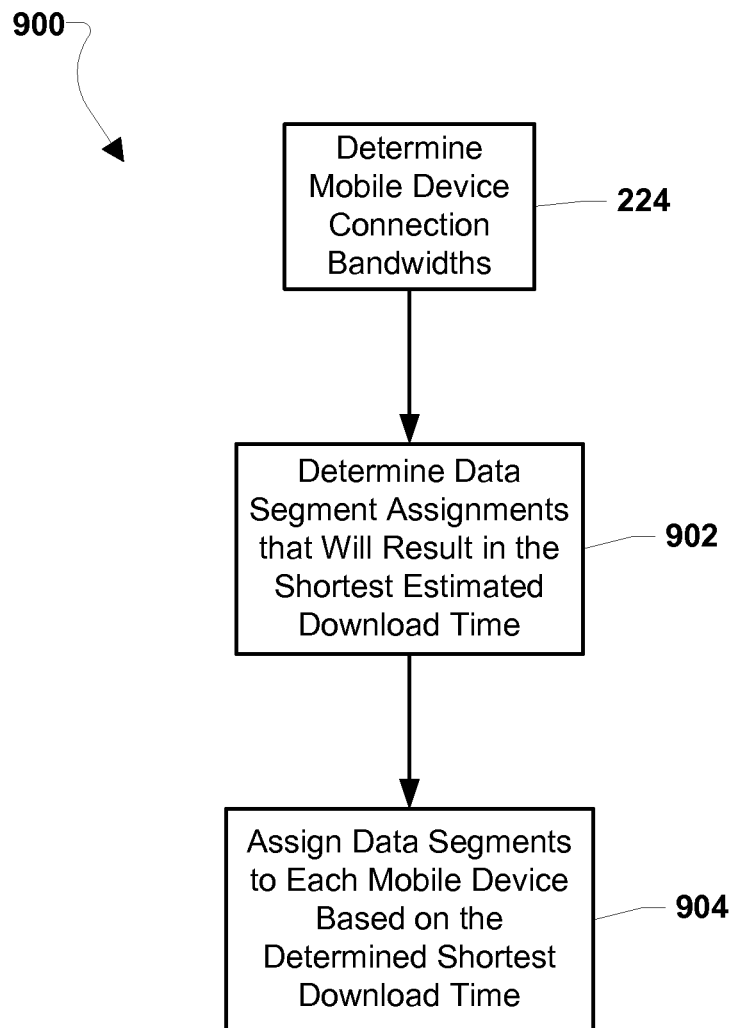 900
Determine
Mobile Device
Connection
Bandwidths
224
Determine Data
Segment Assignments
that Will Result in the
Shortest Estimated
Download Time
902
Assign Data Segments
to Each Mobile Device
Based on the
Determined Shortest
Download Time
904